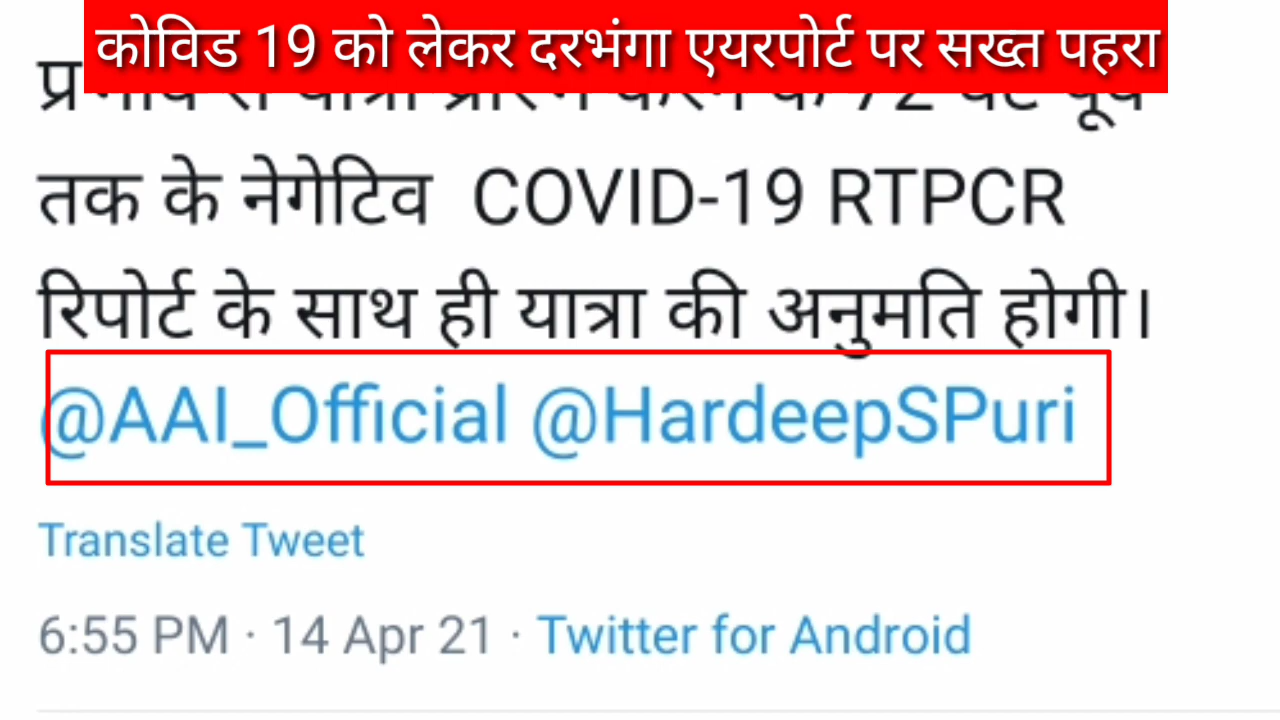 कोविड 19 को लेकर दरभंगा एयरपोर्ट पर सख्त पहरा
तक के नेगेटिव COVID-19 RTPCR
रिपोर्ट के साथ ही यात्रा की अनुमति होगी।
@AAI_Official @HardeepSPuri
Translate Tweet
6:55 PM · 14 Apr 21 · Twitter for Android